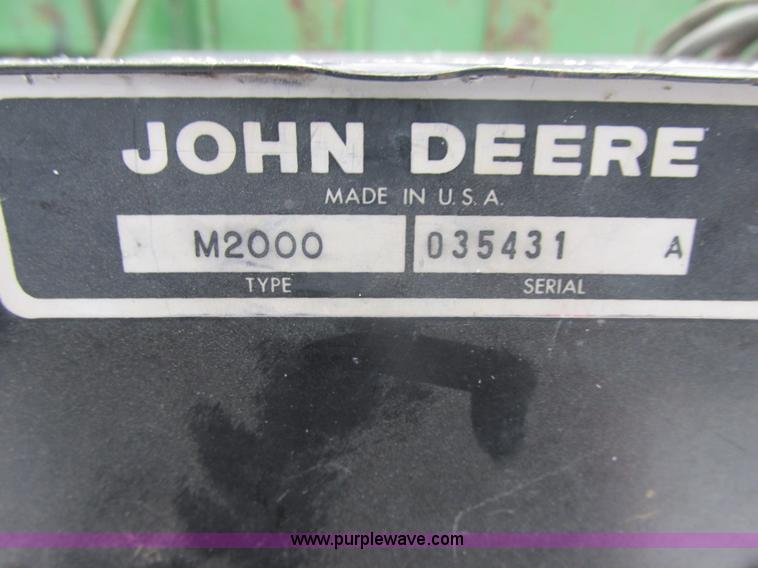 JOHN DEERE
MADE IN U.S.A.
M2000 035431 A
TYPE SERIAL
www.purplewave.com